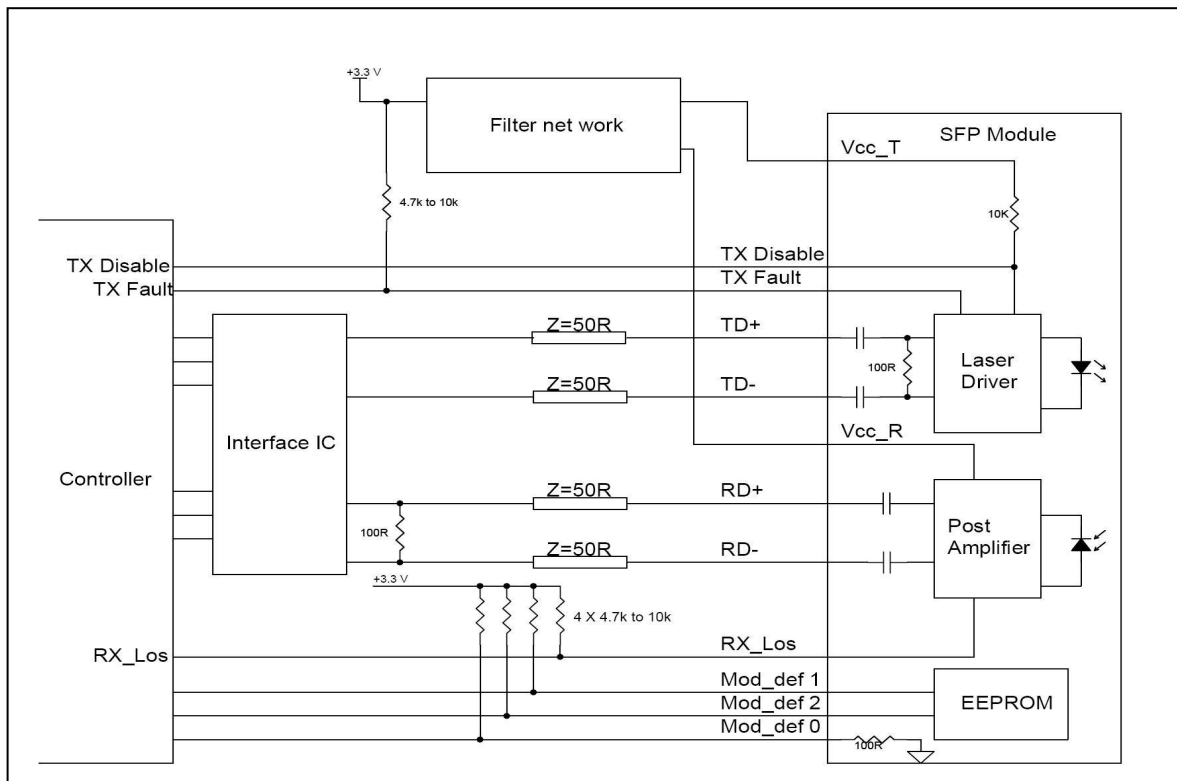 +3.3 V
Filter net work
SFP Module
Vcc_T
4.7k to 10k
10K
TX Disable
TX Disable
TX Fault
TX Fault
Z=50R
TD+
Laser
Driver
100R
Z=50R
TD-
Interface IC
Vcc_R
Controller
Z=50R
RD+
Post
Amplifier
100R
Z=50R
RD-
+3.3 V
4 X 4.7k to 10k
RX_Los
RX_Los
Mod_def 1
EEPROM
Mod_def 2
Mod_def 0
100R